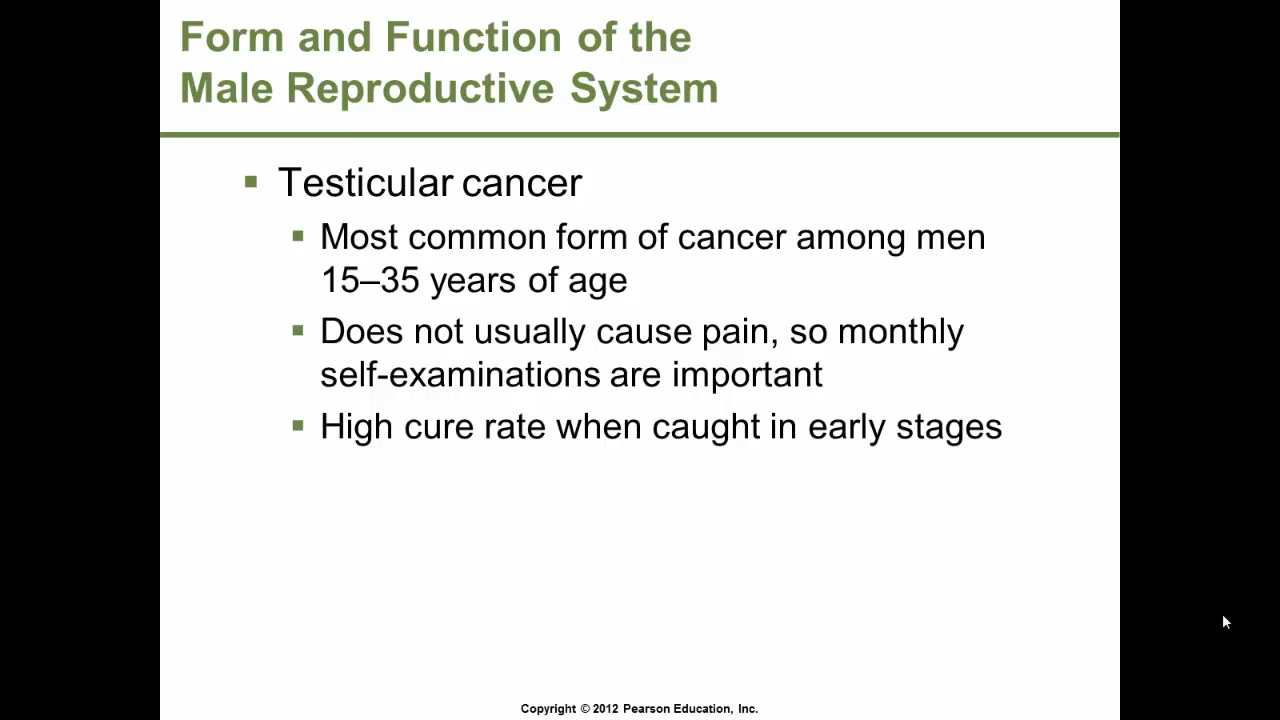 Form and Function of the
Male Reproductive System
▪ Testicular cancer
▪ Most common form of cancer among men
15–35 years of age
▪ Does not usually cause pain, so monthly
self-examinations are important
▪ High cure rate when caught in early stages
Copyright © 2012 Pearson Education, Inc.